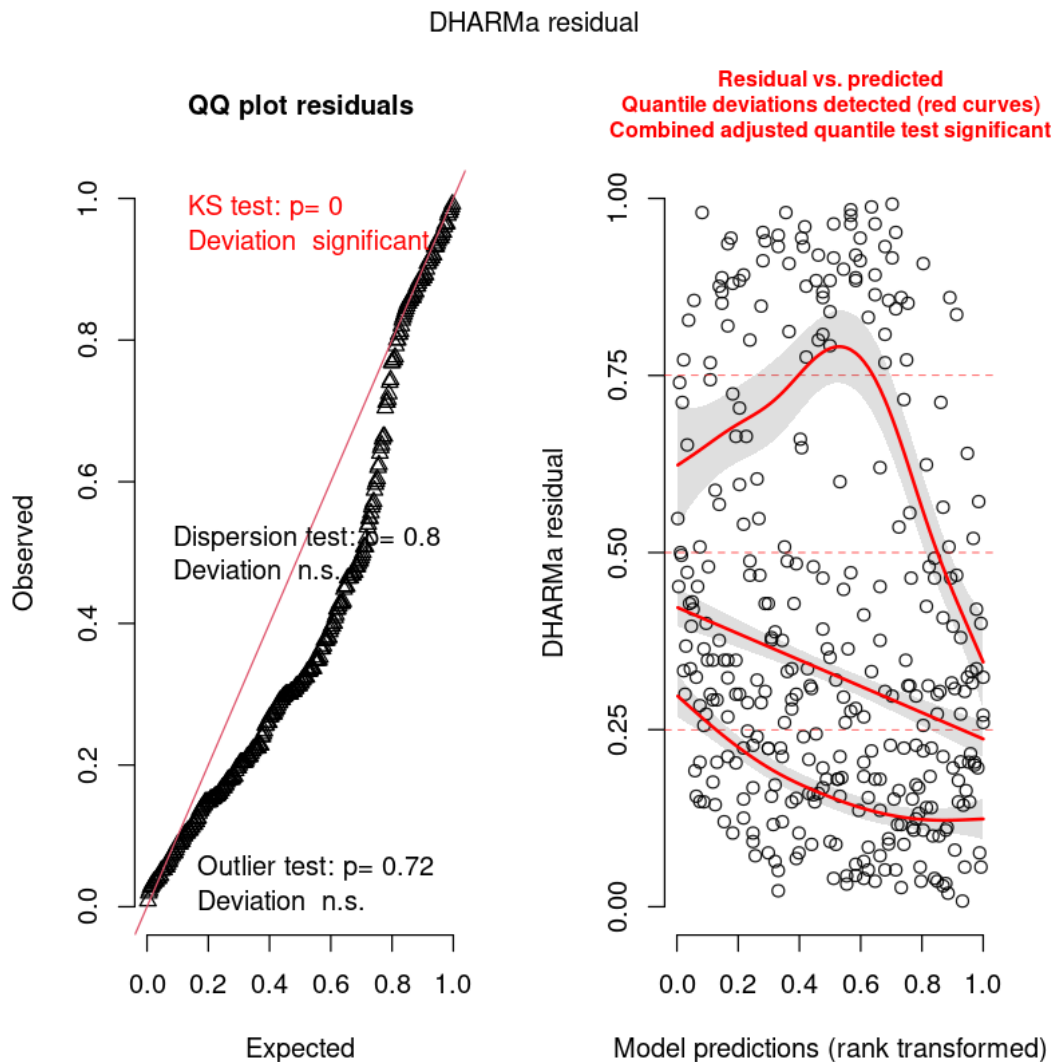 DHARMa residual
QQ plot residuals
KS test: p= 0
Deviation  significant
Dispersion test: p= 0.8
Deviation  n.s.
Outlier test: p= 0.72
Deviation  n.s.
Observed
0.0
0.2
0.4
0.6
0.8
1.0
0.0 0.2 0.4 0.6 0.8 1.0
Expected
Residual vs. predicted
Quantile deviations detected (red curves)
Combined adjusted quantile test significant
DHARMa residual
1.00
0.75
0.50
0.25
0.00
0.0 0.2 0.4 0.6 0.8 1.0
Model predictions (rank transformed)